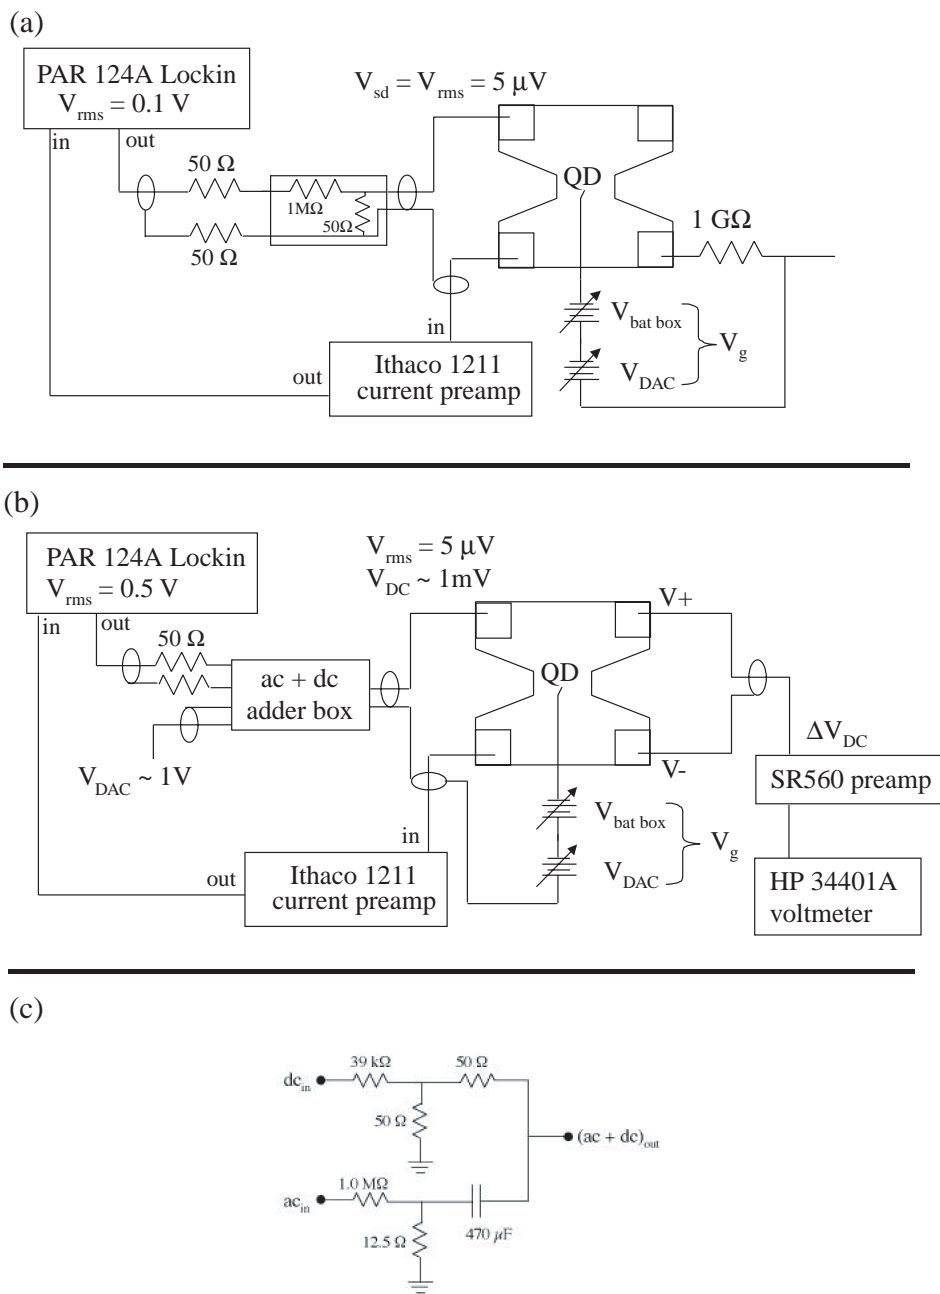 (a)
PAR 124A Lockin
V_rms = 0.1 V
in
out
V_sd = V_rms = 5 μV
50 Ω
1MΩ
50Ω
50 Ω
QD
1 GΩ
V_bat box
V_DAC
V_g
in
out
Ithaco 1211
current preamp
(b)
PAR 124A Lockin
V_rms = 0.5 V
in
out
50 Ω
ac + dc
adder box
V_DAC ~ 1V
V_rms = 5 μV
V_DC ~ 1mV
QD
V+
V-
ΔV_DC
SR560 preamp
HP 34401A
voltmeter
V_bat box
V_DAC
V_g
in
out
Ithaco 1211
current preamp
(c)
39 kΩ
50 Ω
dc_in
50 Ω
(ac + dc)_out
1.0 MΩ
ac_in
12.5 Ω
470 μF